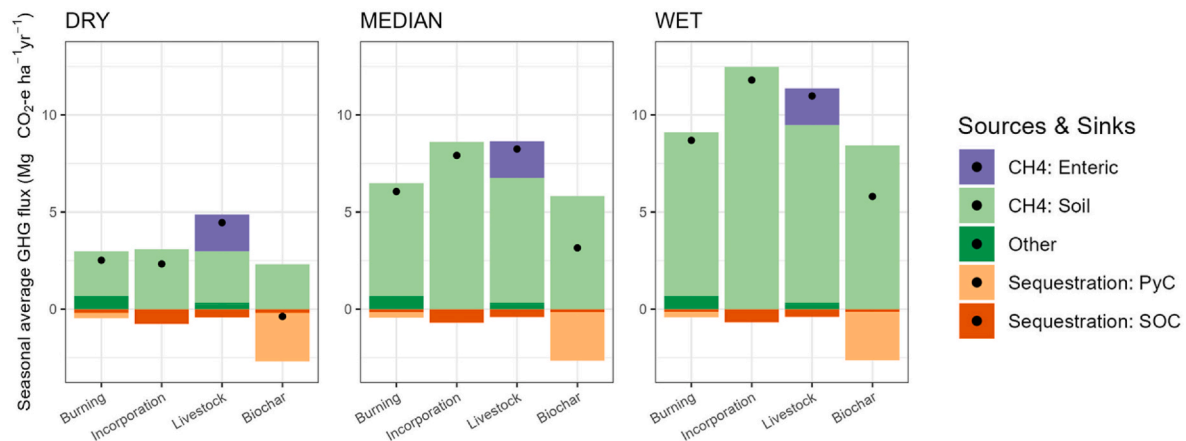 DRY
MEDIAN
WET
Seasonal average GHG flux (Mg CO₂-e ha⁻¹yr⁻¹)
10
5
0
10
5
0
10
5
0
Burning
Incorporation
Livestock
Biochar
Burning
Incorporation
Livestock
Biochar
Burning
Incorporation
Livestock
Biochar
Sources & Sinks
CH4: Enteric
CH4: Soil
Other
Sequestration: PyC
Sequestration: SOC